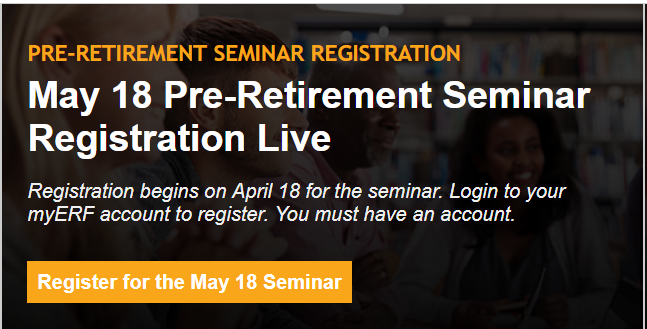 PRE-RETIREMENT SEMINAR REGISTRATION
May 18 Pre-Retirement Seminar
Registration Live
Registration begins on April 18 for the seminar. Login to your
myERF account to register. You must have an account.
Register for the May 18 Seminar